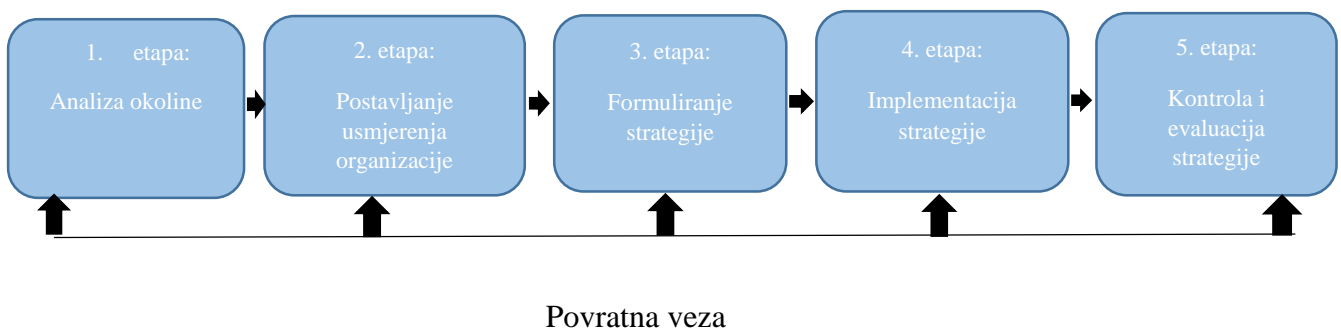 1. etapa:
Analiza okoline
2. etapa:
Postavljanje
usmjerenja
organizacije
3. etapa:
Formuliranje
strategije
4. etapa:
Implementacija
strategije
5. etapa:
Kontrola i
evaluacija
strategije
Povratna veza